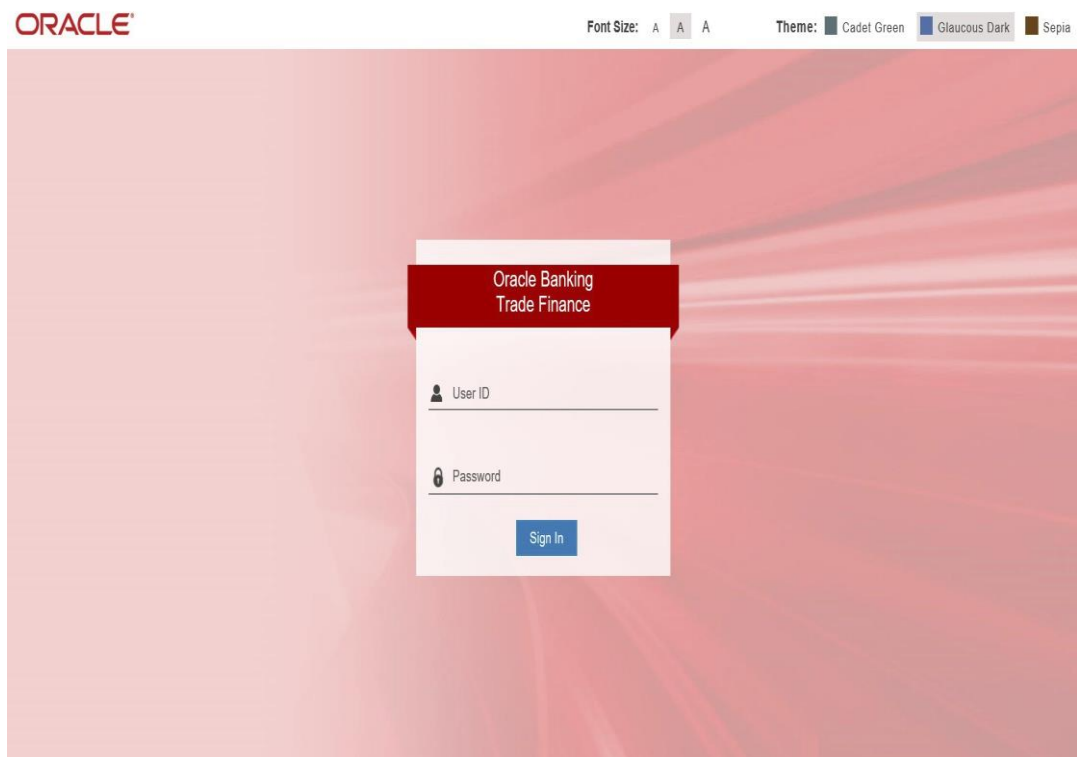 ORACLE®
Font Size: A A A Theme: Cadet Green Glaucous Dark Sepia
Oracle Banking
Trade Finance
User ID
Password
Sign In